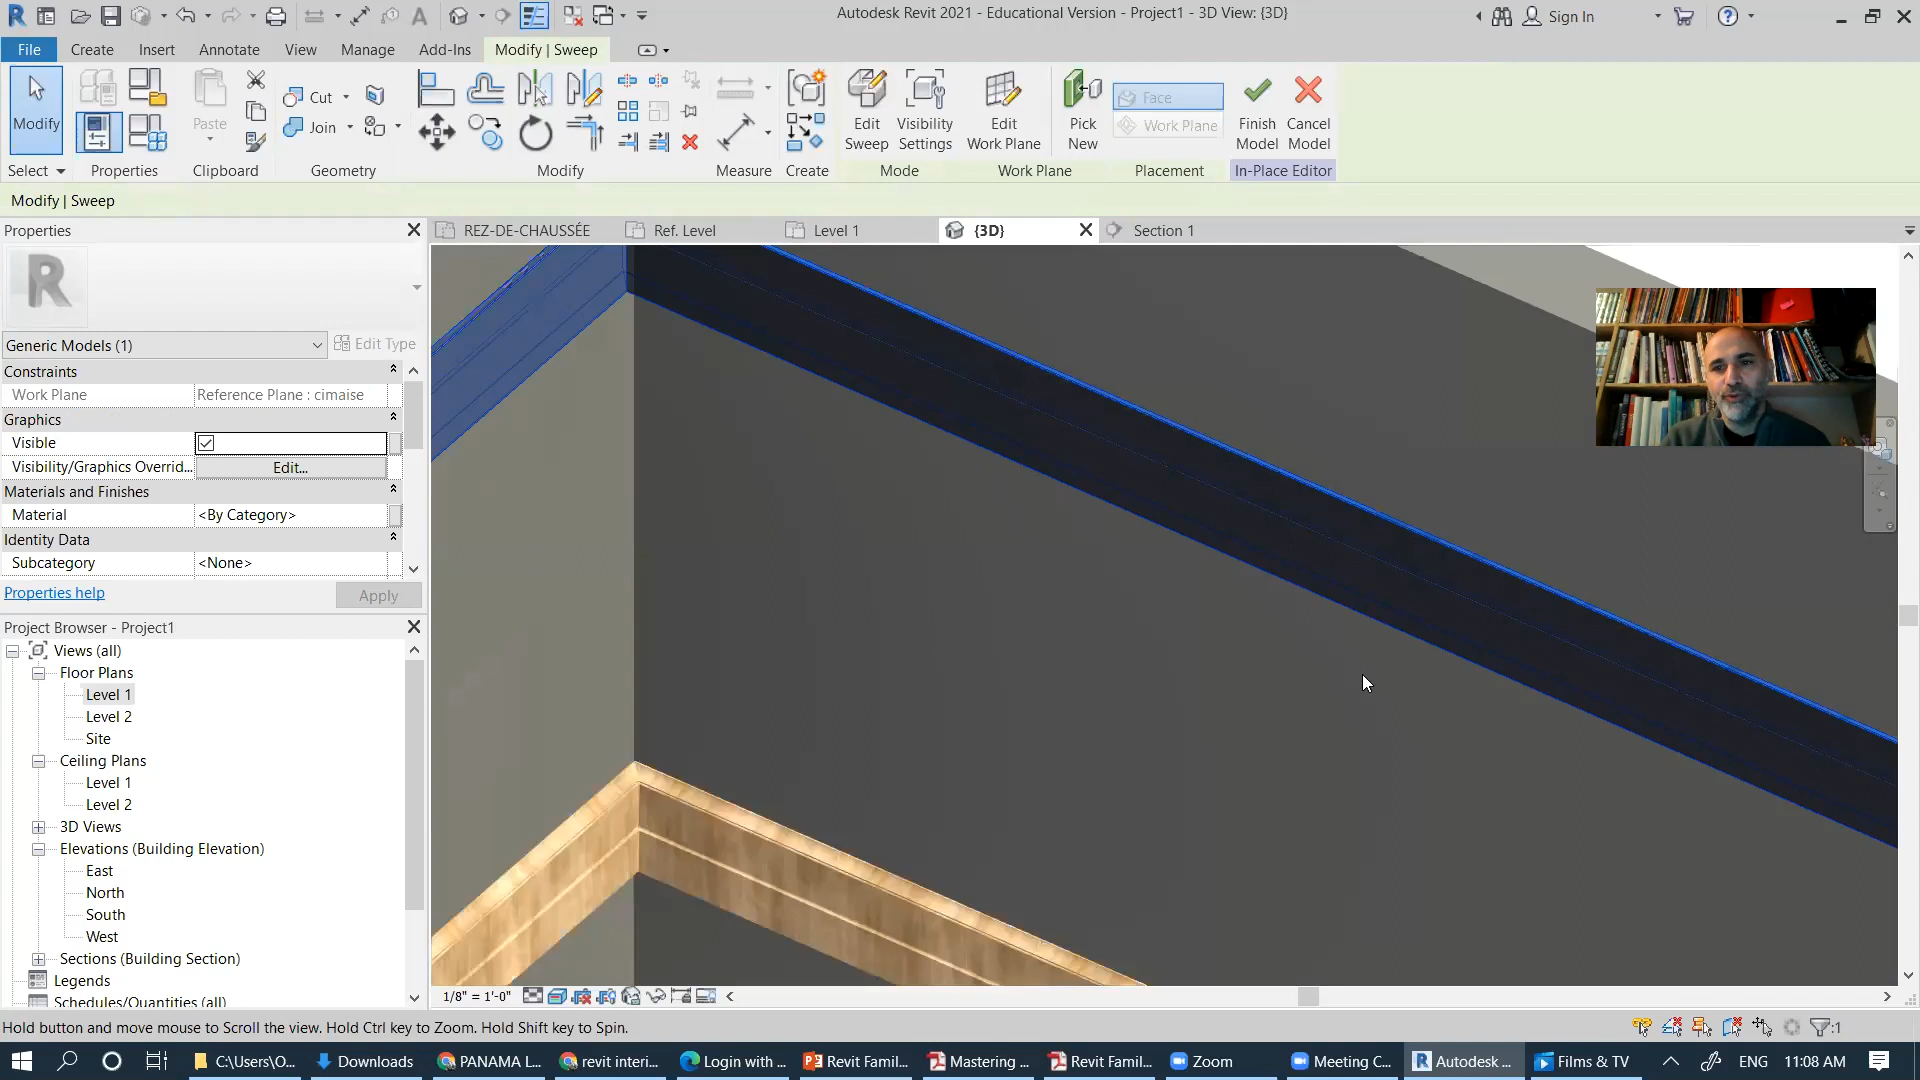 Autodesk Revit 2021 - Educational Version - Project1 - 3D View: {3D}
Sign In
File
Create
Insert
Annotate
View
Manage
Add-Ins
Modify | Sweep
Modify
Paste
Cut
Join
Edit Sweep
Visibility Settings
Edit Work Plane
Pick New
Face
Work Plane
Finish Model
Cancel Model
Select
Properties
Clipboard
Geometry
Modify
Measure
Create
Mode
Work Plane
Placement
In-Place Editor
Modify | Sweep
Properties
REZ-DE-CHAUSSÉE
Ref. Level
Level 1
{3D}
Section 1
Generic Models (1)
Edit Type
Constraints
Work Plane Reference Plane : cimaise
Graphics
Visible
Visibility/Graphics Overrid... Edit...
Materials and Finishes
Material <By Category>
Identity Data
Subcategory <None>
Properties help
Apply
Project Browser - Project1
Views (all)
Floor Plans
Level 1
Level 2
Site
Ceiling Plans
Level 1
Level 2
3D Views
Elevations (Building Elevation)
East
North
South
West
Sections (Building Section)
Legends
Schedules/Quantities (all)
1/8" = 1'-0"
Hold button and move mouse to Scroll the view. Hold Ctrl key to Zoom. Hold Shift key to Spin.
:1
C:\Users\O...
Downloads
PANAMA L...
revit interi...
Login with ...
Revit Famil...
Mastering ...
Revit Famil...
Zoom
Meeting C...
Autodesk ...
Films & TV
ENG
11:08 AM